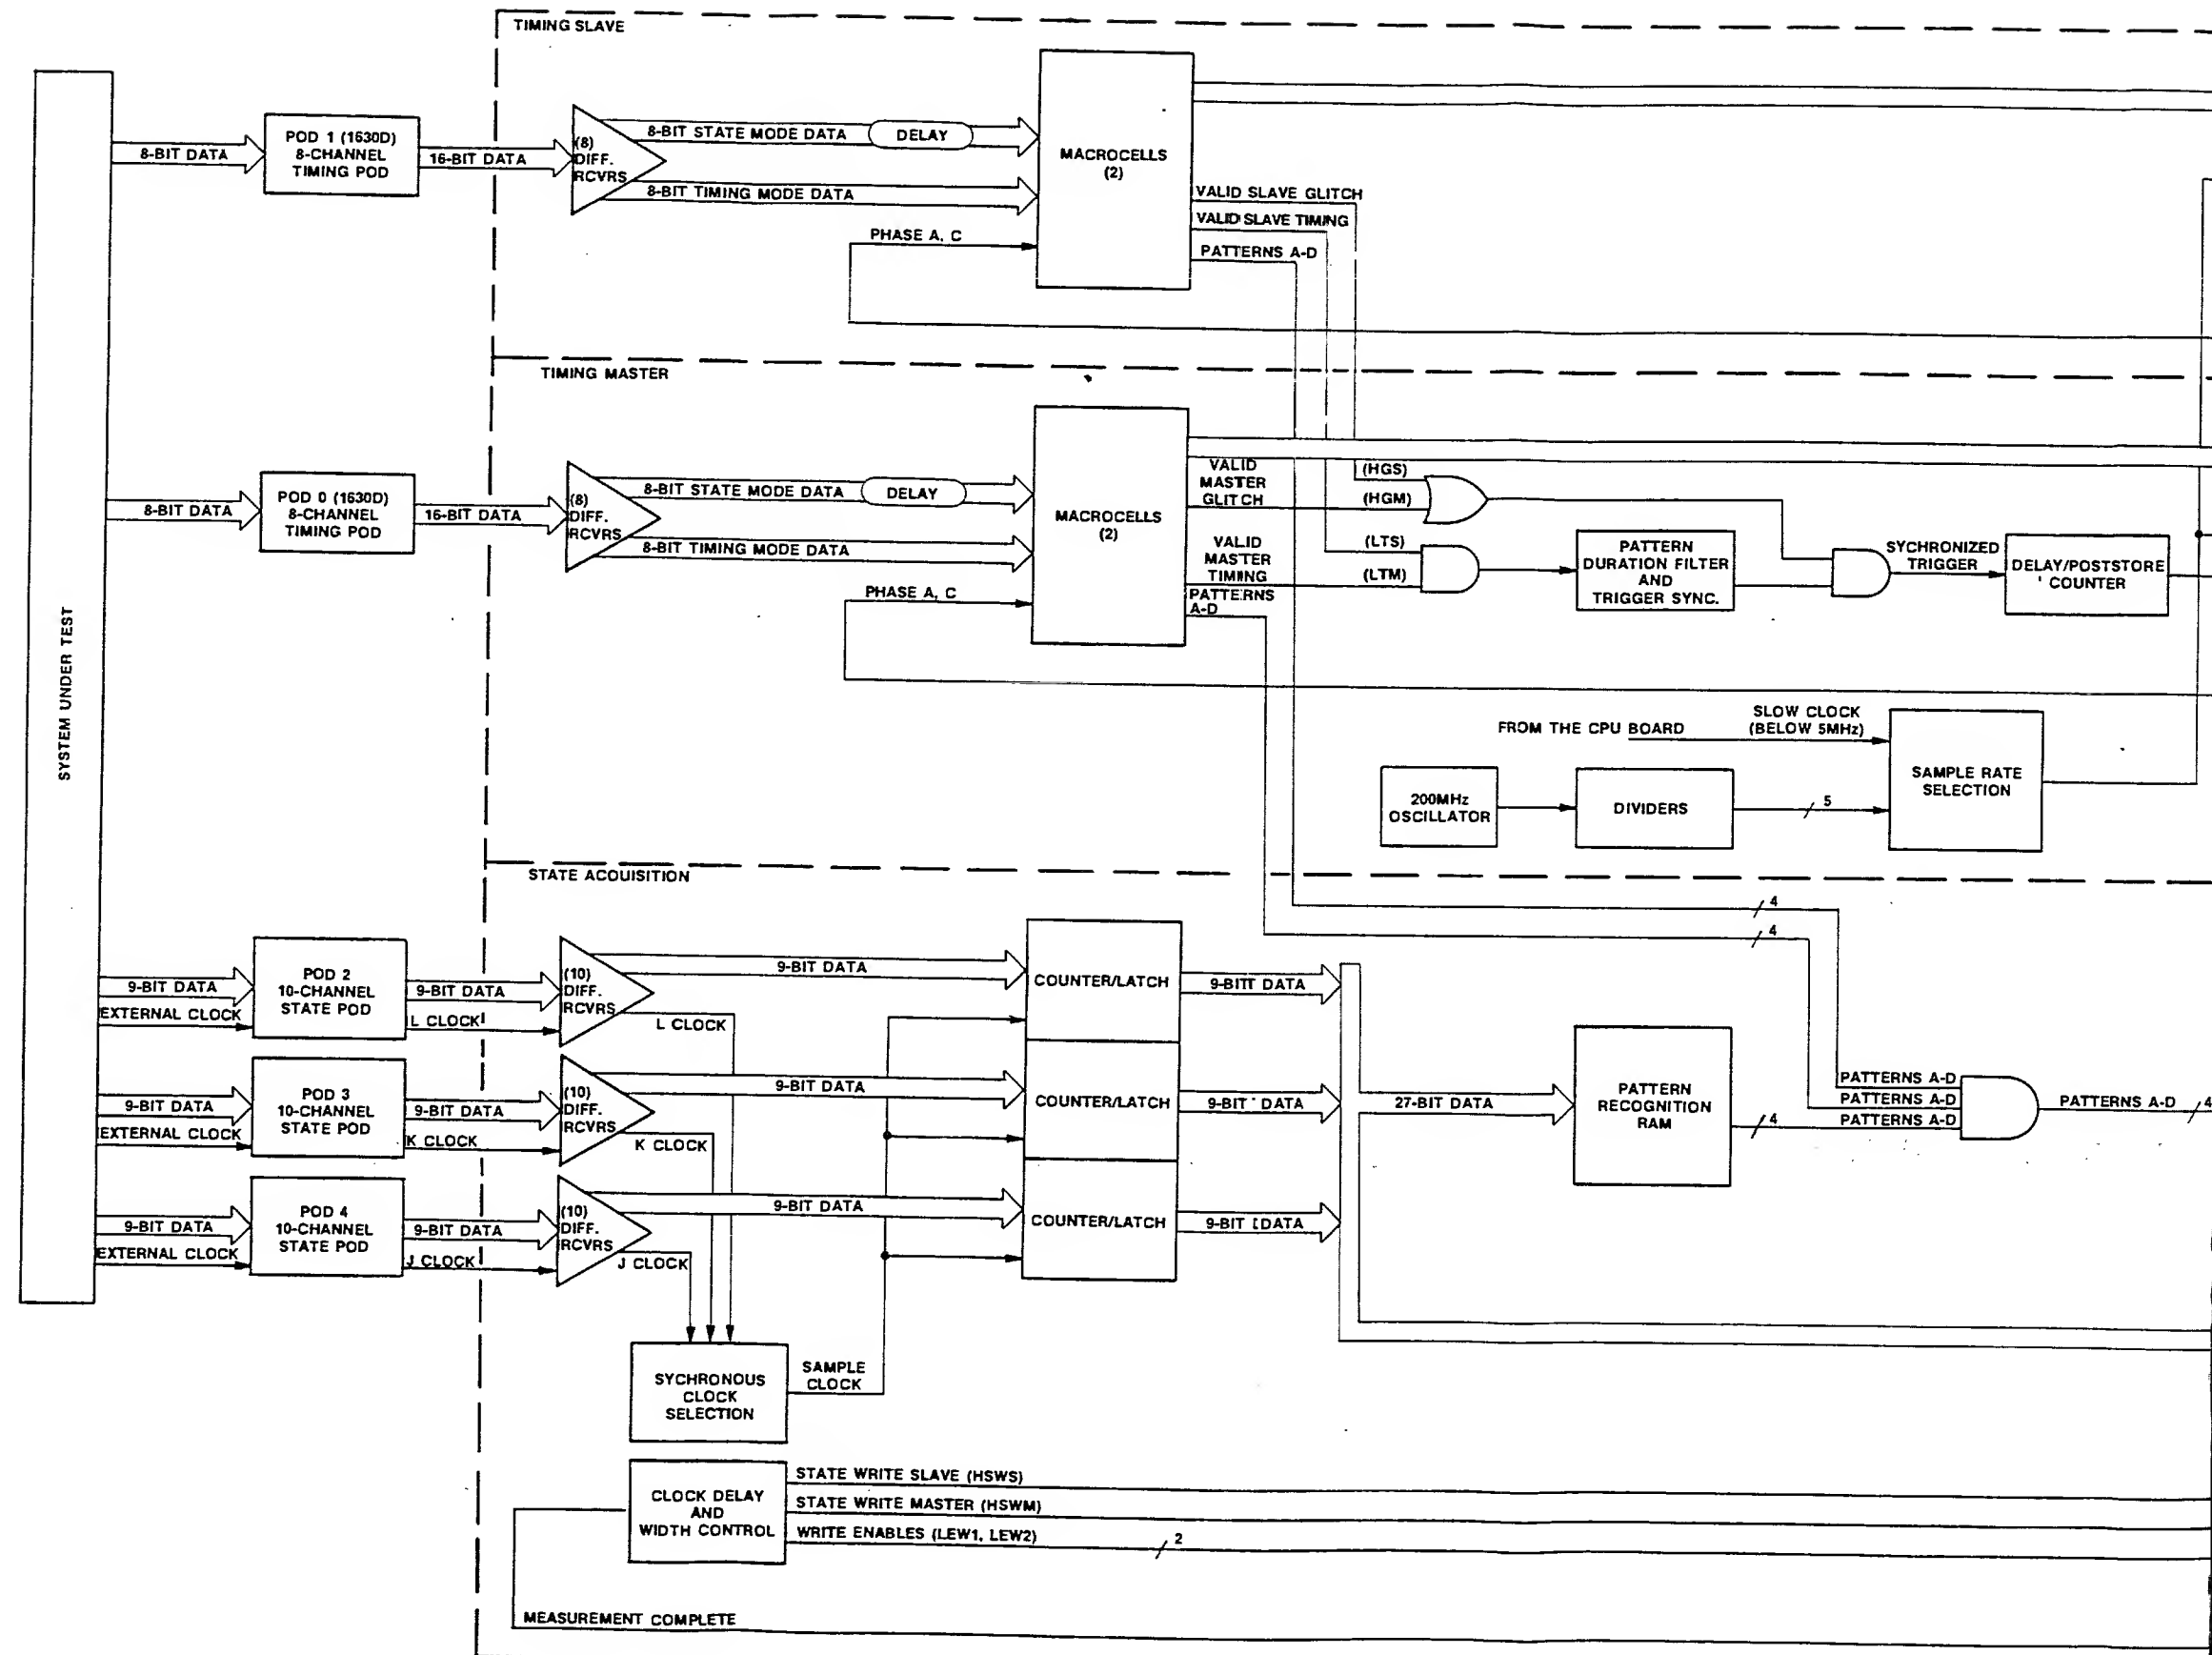 TIMING SLAVE
8-BIT DATA
POD 1 (1630D)
8-CHANNEL
TIMING POD
16-BIT DATA
(8)
DIFF.
RCVRS
8-BIT STATE MODE DATA
DELAY
8-BIT TIMING MODE DATA
PHASE A, C
MACROCELLS
(2)
VALID SLAVE GLITCH
VALID SLAVE TIMING
PATTERNS A-D
TIMING MASTER
SYSTEM UNDER TEST
8-BIT DATA
POD 0 (1630D)
8-CHANNEL
TIMING POD
16-BIT DATA
(8)
DIFF.
RCVRS
8-BIT STATE MODE DATA
DELAY
8-BIT TIMING MODE DATA
PHASE A, C
MACROCELLS
(2)
VALID
MASTER
GLITCH
VALID
MASTER
TIMING
PATTERNS
A-D
(HGS)
(HGM)
(LTS)
(LTM)
PATTERN
DURATION FILTER
AND
TRIGGER SYNC.
SYCHRONIZED
TRIGGER
DELAY/POSTSTORE
COUNTER
FROM THE CPU BOARD
SLOW CLOCK
(BELOW 5MHz)
200MHz
OSCILLATOR
DIVIDERS
5
SAMPLE RATE
SELECTION
STATE ACQUISITION
4
4
9-BIT DATA
EXTERNAL CLOCK
POD 2
10-CHANNEL
STATE POD
9-BIT DATA
L CLOCK
(10)
DIFF.
RCVRS
L CLOCK
9-BIT DATA
COUNTER/LATCH
9-BIT DATA
9-BIT DATA
EXTERNAL CLOCK
POD 3
10-CHANNEL
STATE POD
9-BIT DATA
K CLOCK
(10)
DIFF.
RCVRS
K CLOCK
9-BIT DATA
COUNTER/LATCH
9-BIT DATA
27-BIT DATA
PATTERN
RECOGNITION
RAM
4
PATTERNS A-D
PATTERNS A-D
PATTERNS A-D
PATTERNS A-D
4
9-BIT DATA
EXTERNAL CLOCK
POD 4
10-CHANNEL
STATE POD
9-BIT DATA
J CLOCK
(10)
DIFF.
RCVRS
J CLOCK
9-BIT DATA
COUNTER/LATCH
9-BIT DATA
SYCHRONOUS
CLOCK
SELECTION
SAMPLE
CLOCK
CLOCK DELAY
AND
WIDTH CONTROL
STATE WRITE SLAVE (HSWS)
STATE WRITE MASTER (HSWM)
WRITE ENABLES (LEW1, LEW2)
2
MEASUREMENT COMPLETE